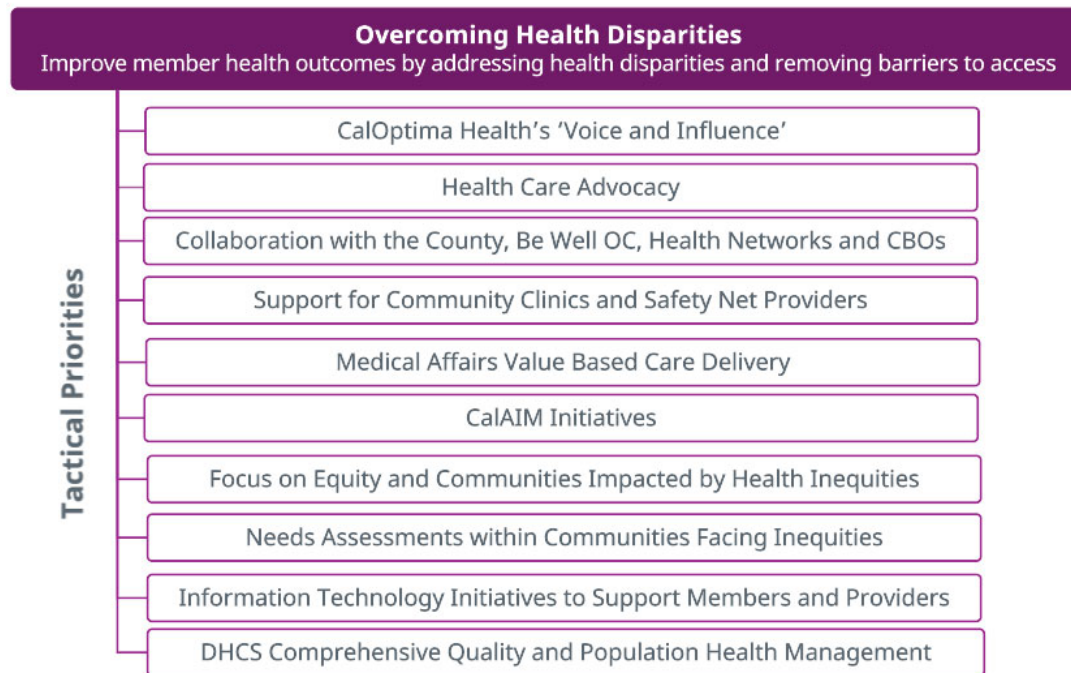 Overcoming Health Disparities
Improve member health outcomes by addressing health disparities and removing barriers to access
Tactical Priorities
CalOptima Health’s ‘Voice and Influence’
Health Care Advocacy
Collaboration with the County, Be Well OC, Health Networks and CBOs
Support for Community Clinics and Safety Net Providers
Medical Affairs Value Based Care Delivery
CalAIM Initiatives
Focus on Equity and Communities Impacted by Health Inequities
Needs Assessments within Communities Facing Inequities
Information Technology Initiatives to Support Members and Providers
DHCS Comprehensive Quality and Population Health Management